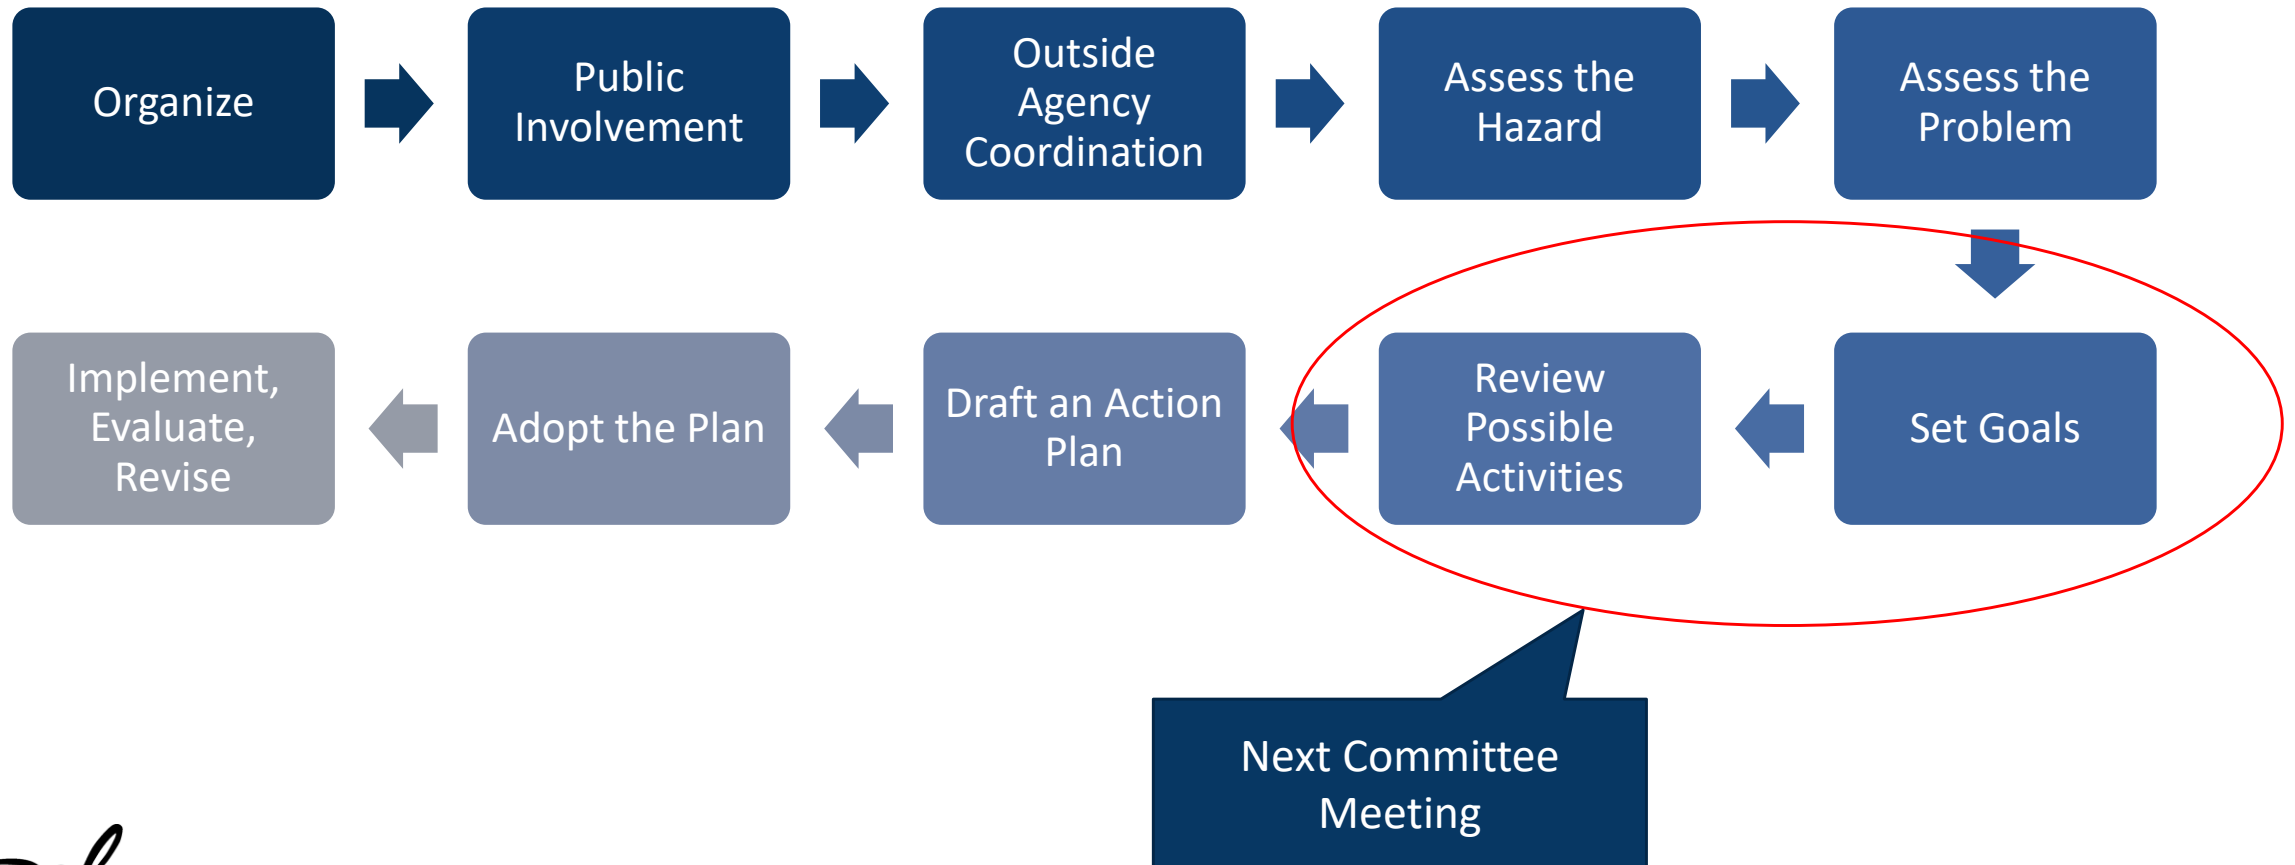 Organize
Public
Involvement
Outside
Agency
Coordination
Assess the
Hazard
Assess the
Problem
Set Goals
Review
Possible
Activities
Draft an Action
Plan
Adopt the Plan
Implement,
Evaluate,
Revise
Next Committee
Meeting